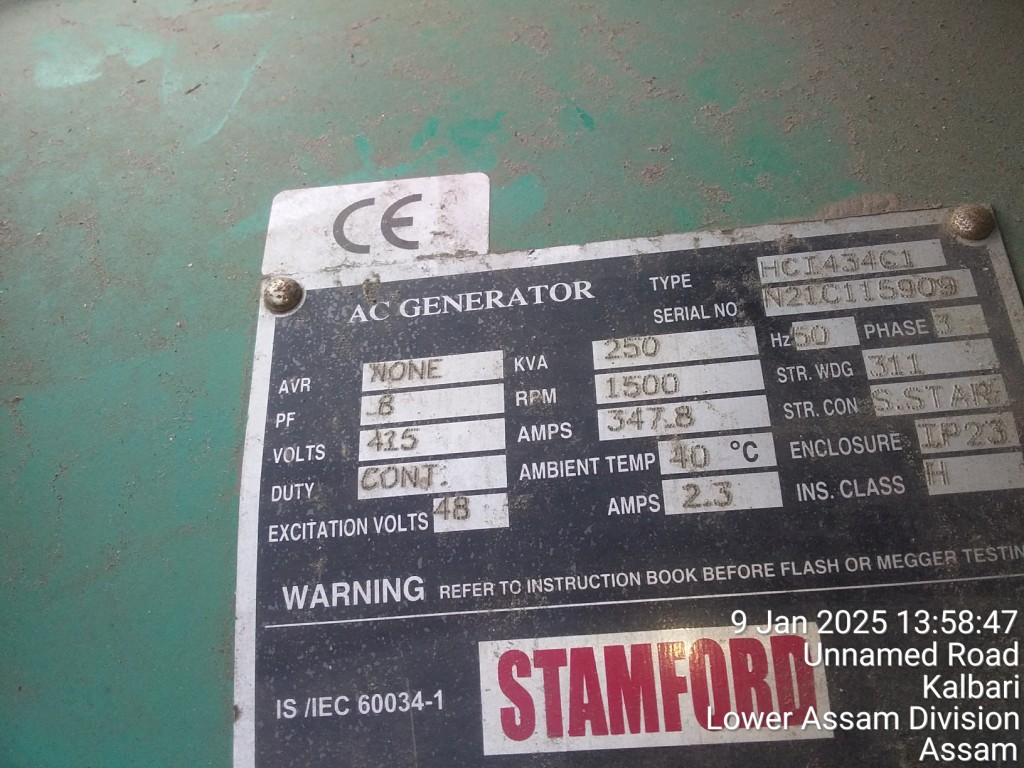 CE
AC GENERATOR
TYPE HCI434C1
SERIAL NO N21C115909
AVR NONE KVA 250 Hz 50 PHASE 3
PF .8 RPM 1500 STR. WDG 311
VOLTS 415 AMPS 347.8 STR. CON S.STAR
DUTY CONT. AMBIENT TEMP 40 °C ENCLOSURE IP23
EXCITATION VOLTS 48 AMPS 2.3 INS. CLASS H
WARNING REFER TO INSTRUCTION BOOK BEFORE FLASH OR MEGGER TESTIN
IS /IEC 60034-1
STAMFORD
9 Jan 2025 13:58:47
Unnamed Road
Kalbari
Lower Assam Division
Assam